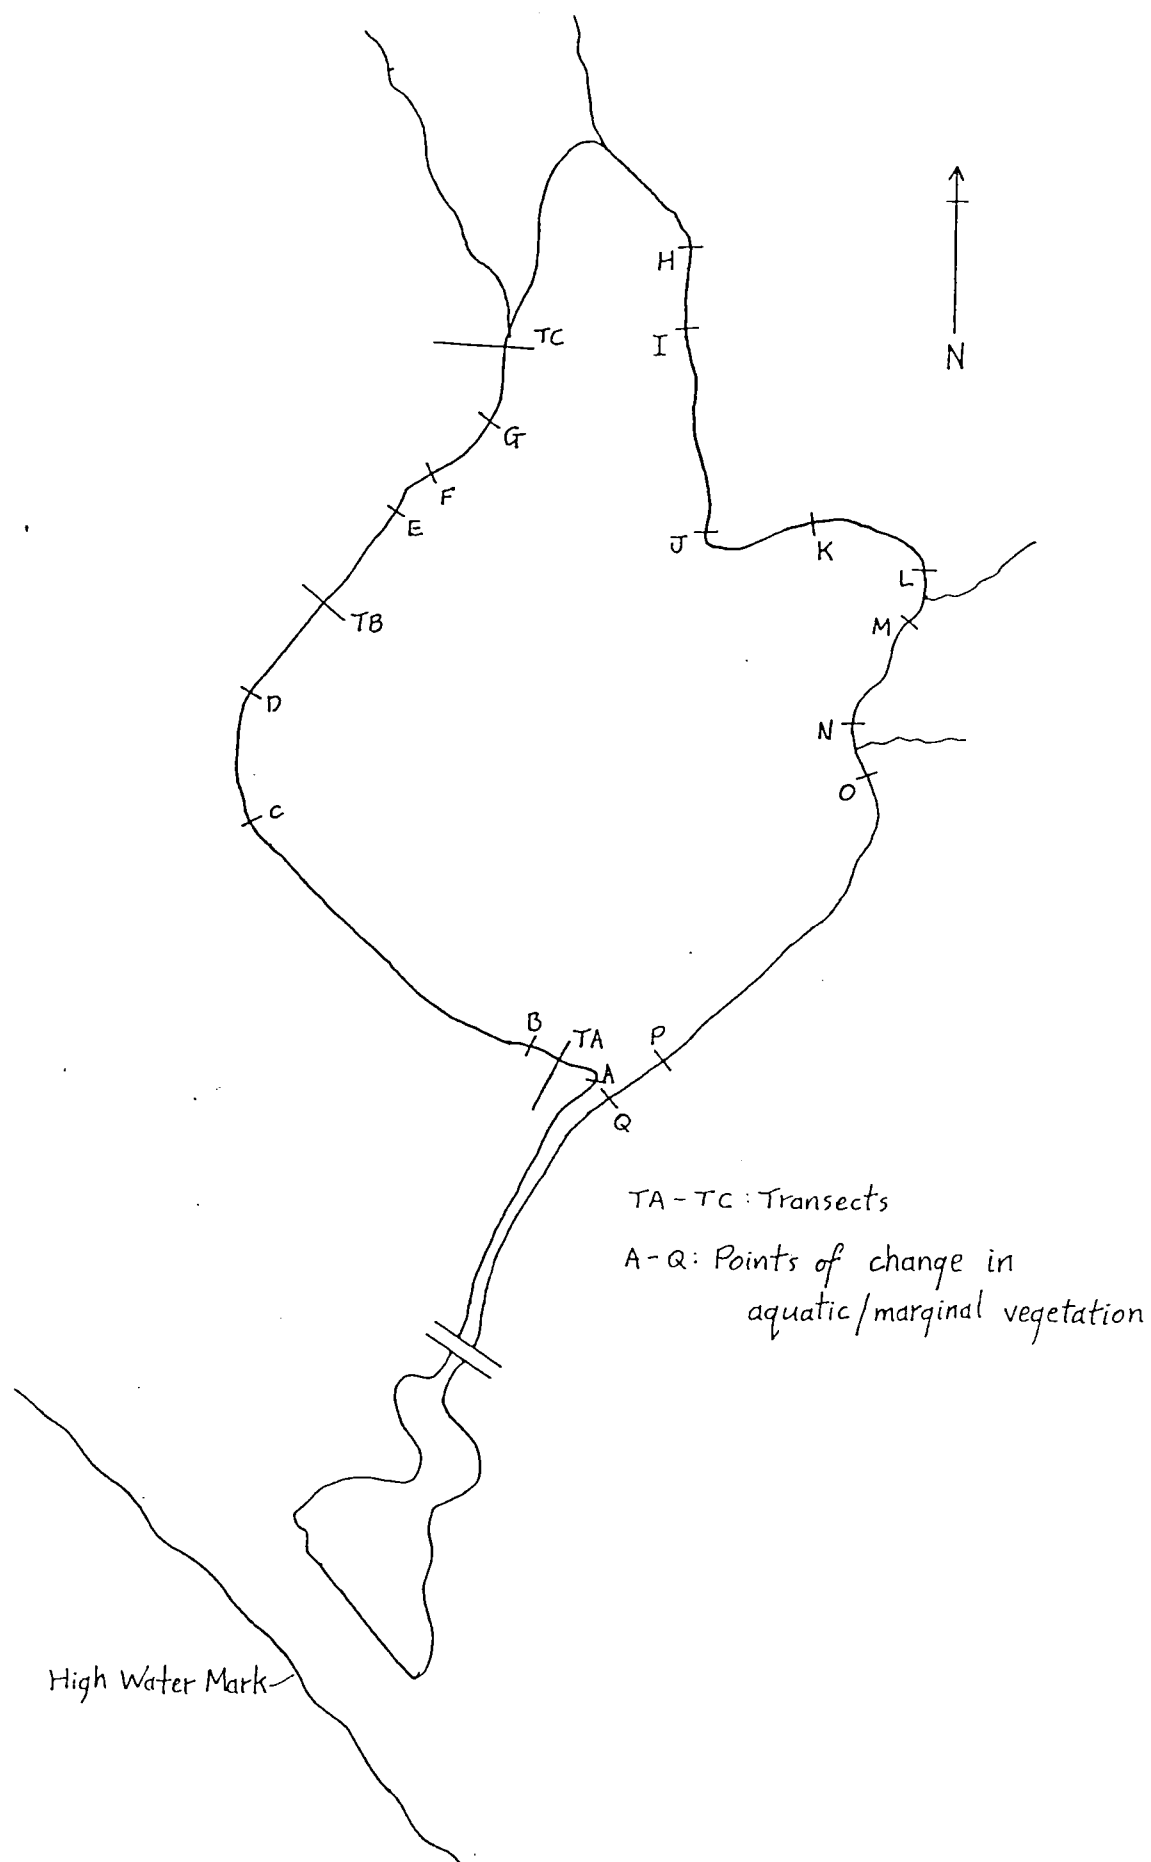 H
I
TC
N
G
F
E
J
K
L
TB
M
D
N
C
O
B
TA
P
A
Q
TA - TC : Transects
A - Q : Points of change in
aquatic/marginal vegetation
High Water Mark